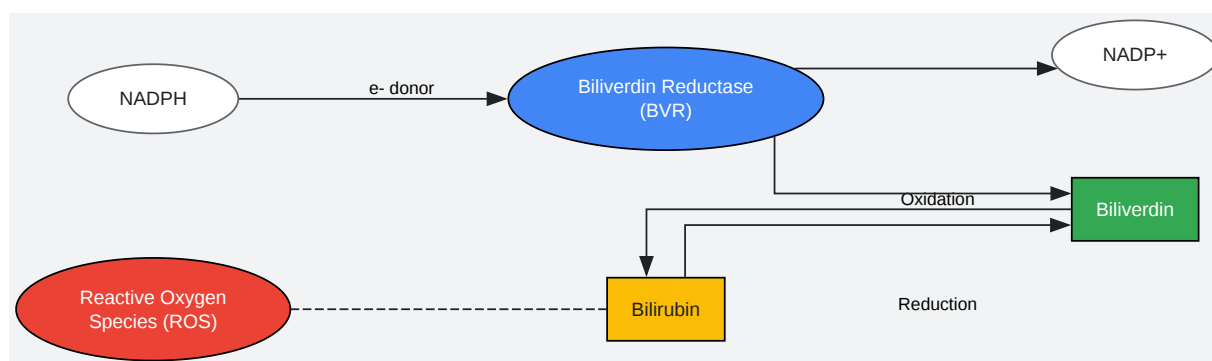 NADPH
e- donor
Biliverdin Reductase
(BVR)
NADP+
Oxidation
Biliverdin
Reactive Oxygen
Species (ROS)
Bilirubin
Reduction